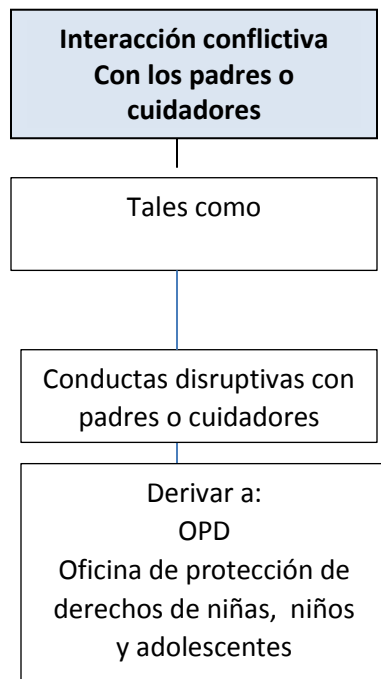 Interacción conflictiva
Con los padres o
cuidadores
Tales como
Conductas disruptivas con
padres o cuidadores
Derivar a:
OPD
Oficina de protección de
derechos de niñas, niños
y adolescentes